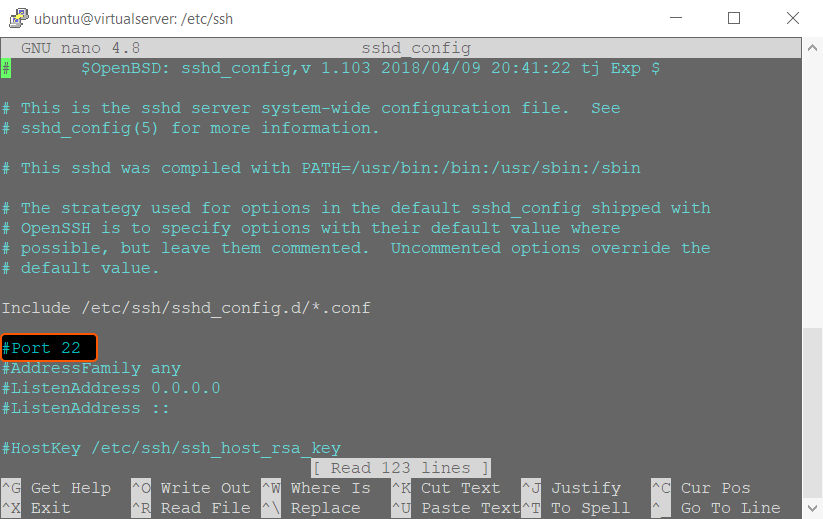 ubuntu@virtualserver: /etc/ssh
GNU nano 4.8 sshd_config
# $OpenBSD: sshd_config,v 1.103 2018/04/09 20:41:22 tj Exp $
# This is the sshd server system-wide configuration file.  See
# sshd_config(5) for more information.
# This sshd was compiled with PATH=/usr/bin:/bin:/usr/sbin:/sbin
# The strategy used for options in the default sshd_config shipped with
# OpenSSH is to specify options with their default value where
# possible, but leave them commented.  Uncommented options override the
# default value.
Include /etc/ssh/sshd_config.d/*.conf
#Port 22
#AddressFamily any
#ListenAddress 0.0.0.0
#ListenAddress ::
#HostKey /etc/ssh/ssh_host_rsa_key
[ Read 123 lines ]
^G Get Help ^O Write Out ^W Where Is ^K Cut Text ^J Justify ^C Cur Pos
^X Exit ^R Read File ^\ Replace ^U Paste Text ^T To Spell ^_ Go To Line